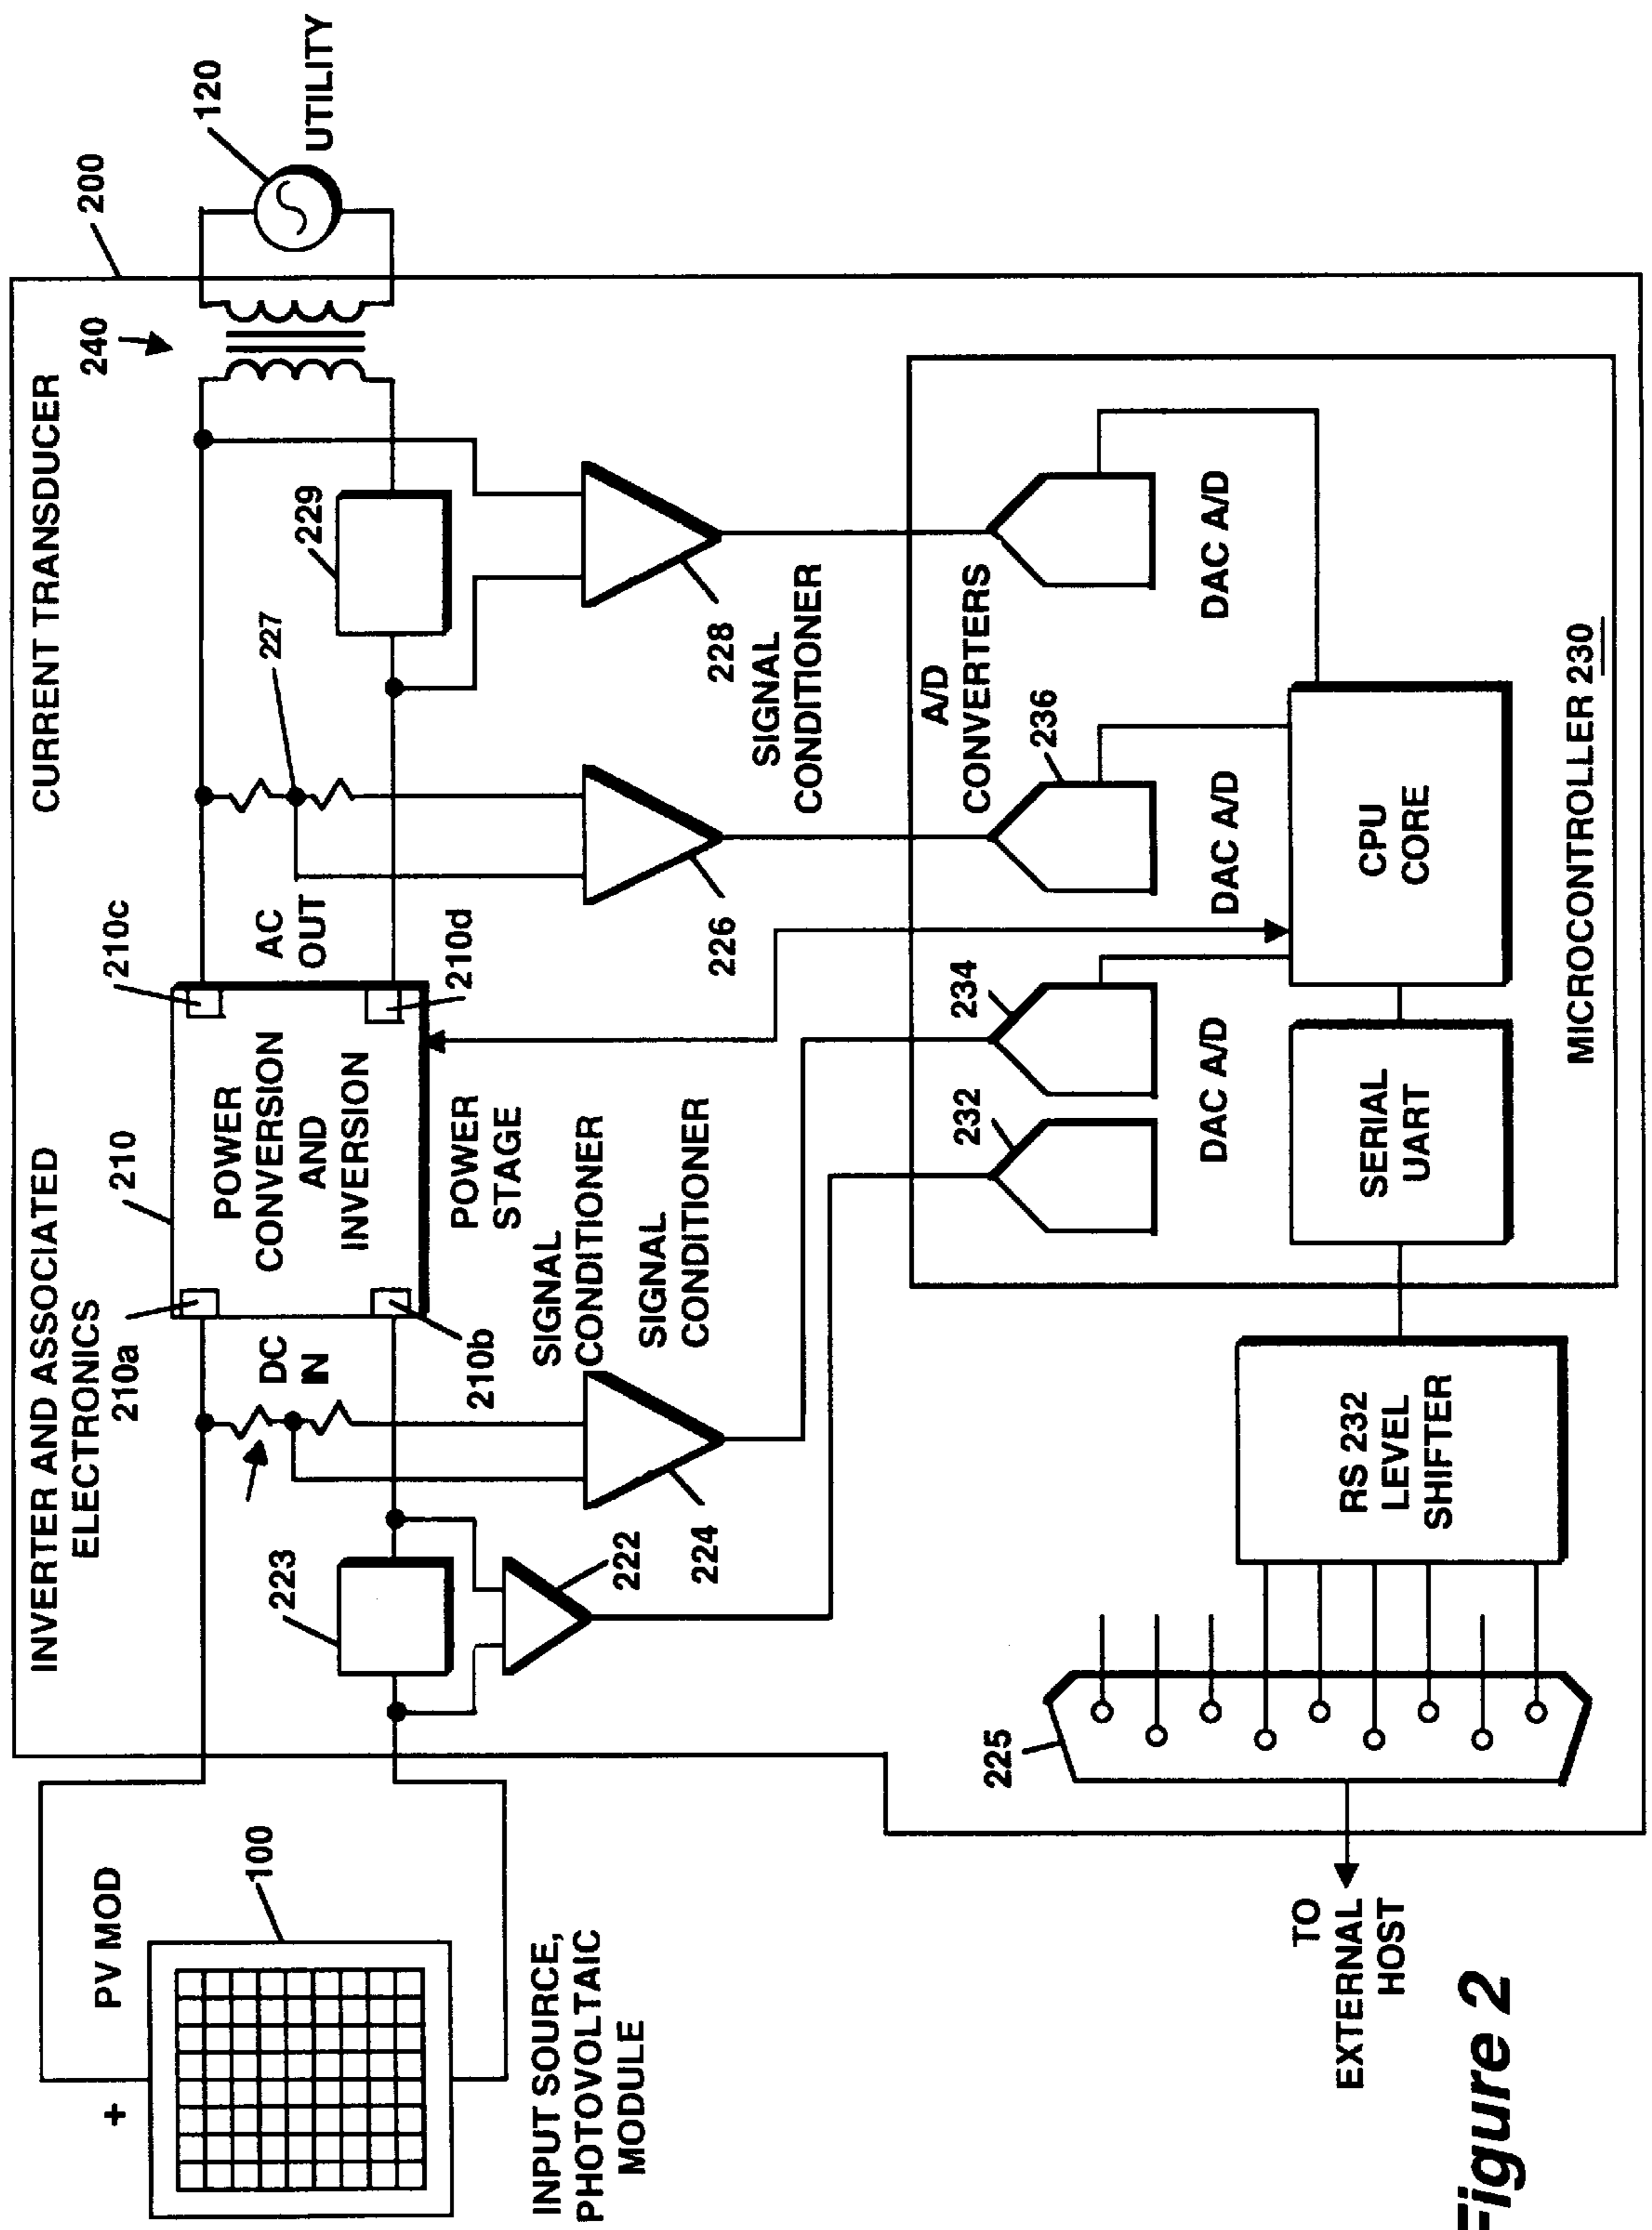 INVERTER AND ASSOCIATED
ELECTRONICS
CURRENT TRANSDUCER
240
200
120
UTILITY
PV MOD
+
100
INPUT SOURCE,
PHOTOVOLTAIC
MODULE
210a
210
210c
DC
IN
POWER
CONVERSION
AND
INVERSION
AC
OUT
210b
210d
POWER
STAGE
227
229
223
222
224
SIGNAL
CONDITIONER
SIGNAL
CONDITIONER
226
228
SIGNAL
CONDITIONER
A/D
CONVERTERS
232
234
236
DAC A/D
DAC A/D
DAC A/D
225
RS 232
LEVEL
SHIFTER
SERIAL
UART
CPU
CORE
MICROCONTROLLER 230
TO
EXTERNAL
HOST
Figure 2